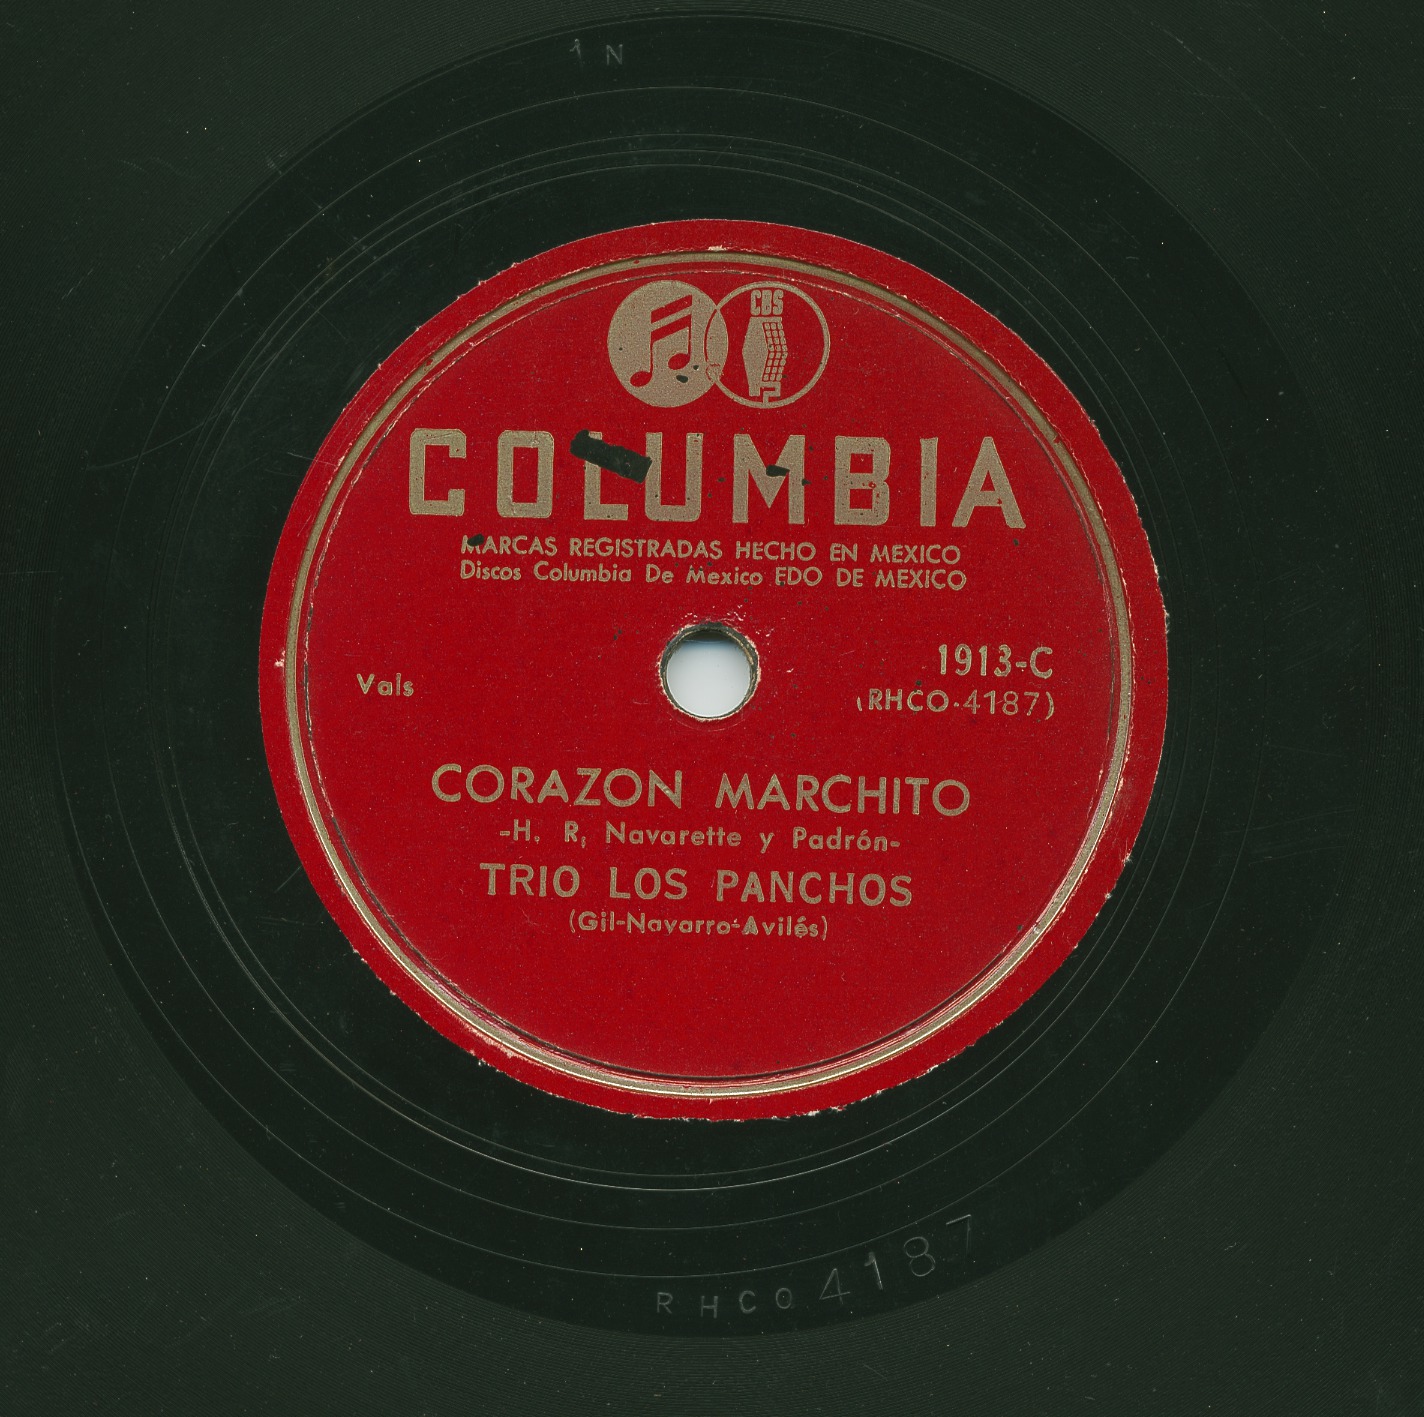 1 N
CBS
COLUMBIA
MARCAS REGISTRADAS HECHO EN MEXICO
Discos Columbia De Mexico EDO DE MEXICO
1913-C
Vals
(RHCO-4187)
CORAZON MARCHITO
-H. R, Navarette y Padrón-
TRIO LOS PANCHOS
(Gil-Navarro-Avilés)
RHCO 4187